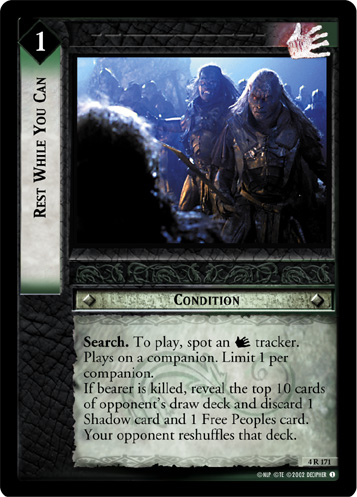 1
REST WHILE YOU CAN
CONDITION
Search. To play, spot an tracker.
Plays on a companion. Limit 1 per
companion.
If bearer is killed, reveal the top 10 cards
of opponent's draw deck and discard 1
Shadow card and 1 Free Peoples card.
Your opponent reshuffles that deck.
4 R 171
©NLP ©TE ©2002 DECIPHER 1